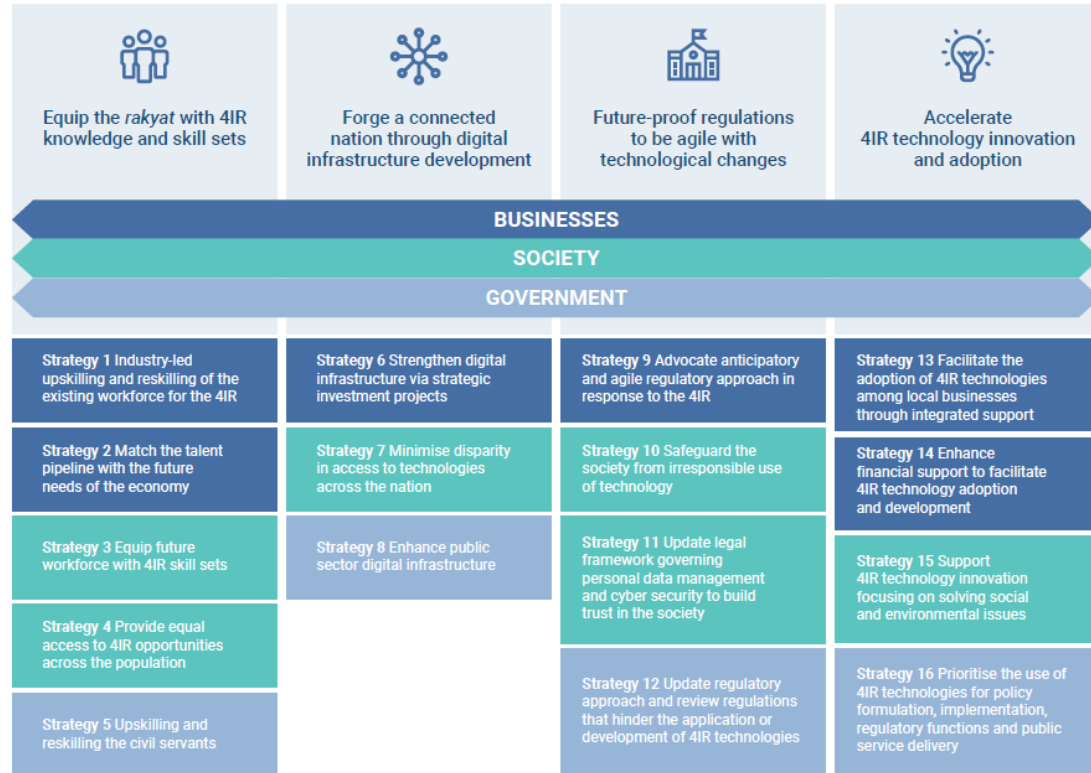 Equip the rakyat with 4IR
knowledge and skill sets
Forge a connected
nation through digital
infrastructure development
Future-proof regulations
to be agile with
technological changes
Accelerate
4IR technology innovation
and adoption
BUSINESSES
SOCIETY
GOVERNMENT
Strategy 1 Industry-led
upskilling and reskilling of the
existing workforce for the 4IR
Strategy 2 Match the talent
pipeline with the future
needs of the economy
Strategy 3 Equip future
workforce with 4IR skill sets
Strategy 4 Provide equal
access to 4IR opportunities
across the population
Strategy 5 Upskilling and
reskilling the civil servants
Strategy 6 Strengthen digital
infrastructure via strategic
investment projects
Strategy 7 Minimise disparity
in access to technologies
across the nation
Strategy 8 Enhance public
sector digital infrastructure
Strategy 9 Advocate anticipatory
and agile regulatory approach in
response to the 4IR
Strategy 10 Safeguard the
society from irresponsible use
of technology
Strategy 11 Update legal
framework governing
personal data management
and cyber security to build
trust in the society
Strategy 12 Update regulatory
approach and review regulations
that hinder the application or
development of 4IR technologies
Strategy 13 Facilitate the
adoption of 4IR technologies
among local businesses
through integrated support
Strategy 14 Enhance
financial support to facilitate
4IR technology adoption
and development
Strategy 15 Support
4IR technology innovation
focusing on solving social
and environmental issues
Strategy 16 Prioritise the use of
4IR technologies for policy
formulation, implementation,
regulatory functions and public
service delivery